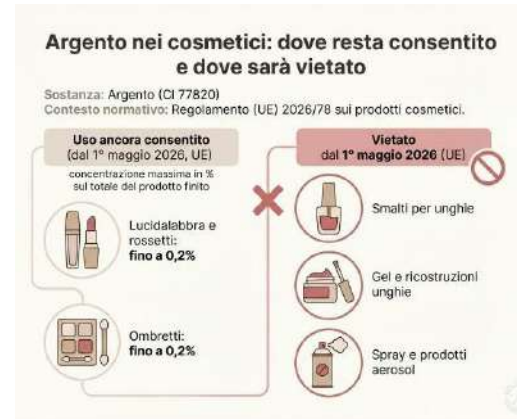 Argento nei cosmetici: dove resta consentito
e dove sarà vietato
Sostanza: Argento (CI 77820)
Contesto normativo: Regolamento (UE) 2026/78 sui prodotti cosmetici.
Uso ancora consentito
(dal 1° maggio 2026, UE)
concentrazione massima in %
sul totale del prodotto finito
Lucidalabbra e
rossetti:
fino a 0,2%
Ombretti:
fino a 0,2%
Vietato
dal 1° maggio 2026 (UE)
Smalti per unghie
Gel e ricostruzioni
unghie
Spray e prodotti
aerosol